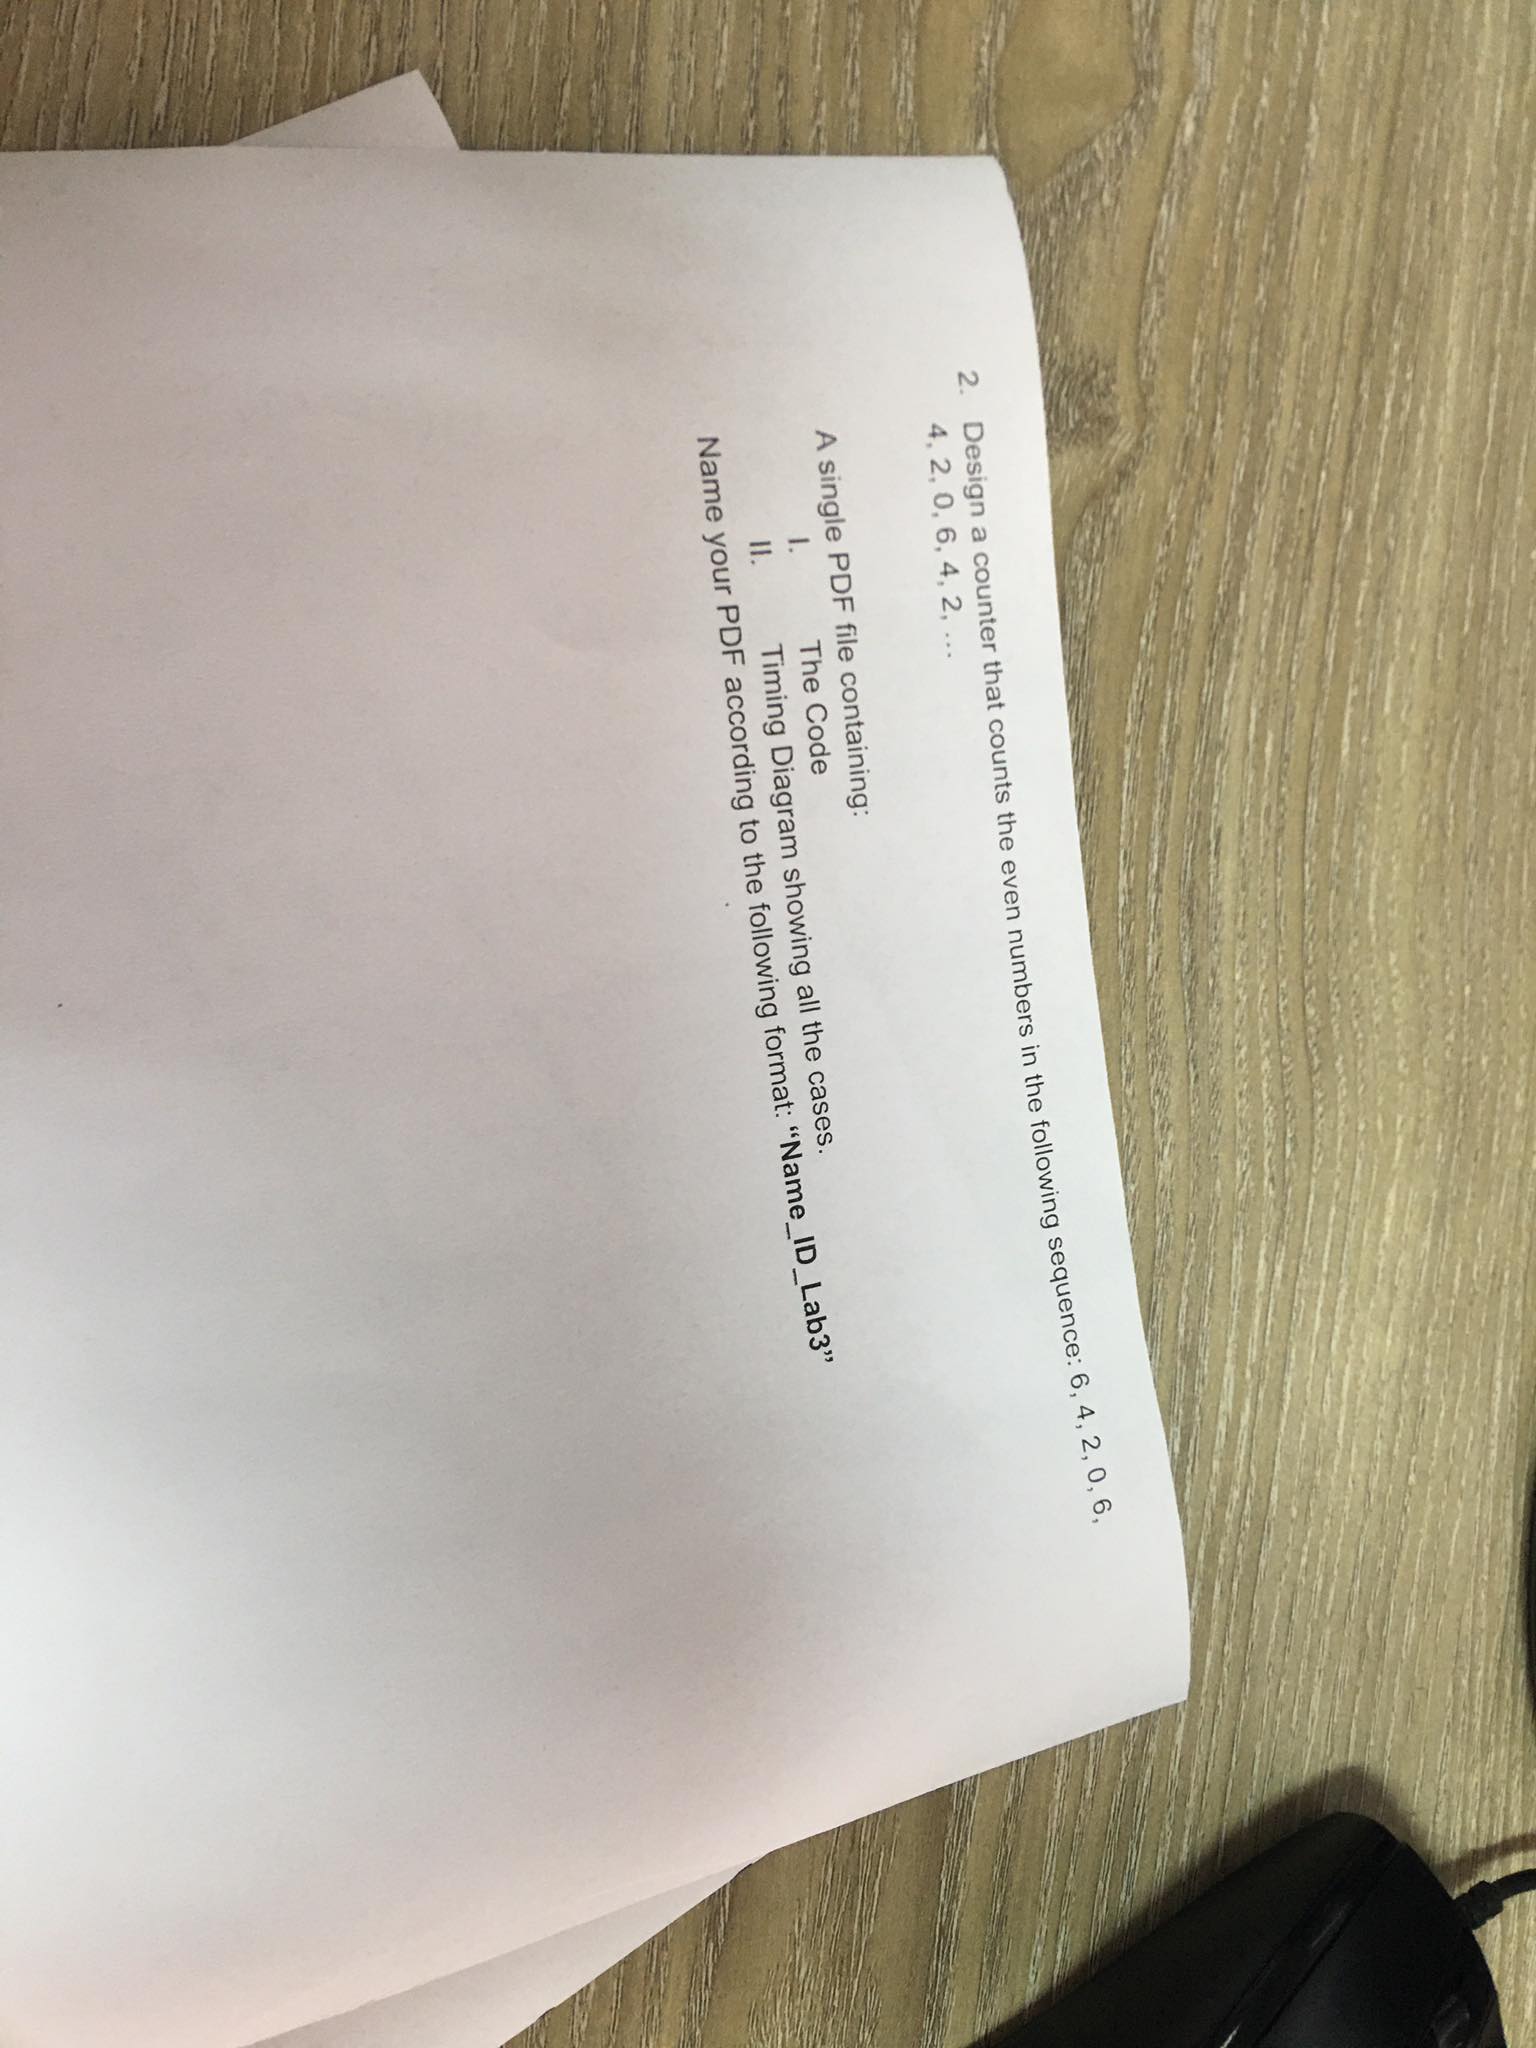 2. Design a counter that counts the even numbers in the following sequence: 6, 4, 2, 0, 6,
4, 2, 0, 6, 4, 2, ...
A single PDF file containing:
I. The Code
II. Timing Diagram showing all the cases.
Name your PDF according to the following format: “Name_ID_Lab3”